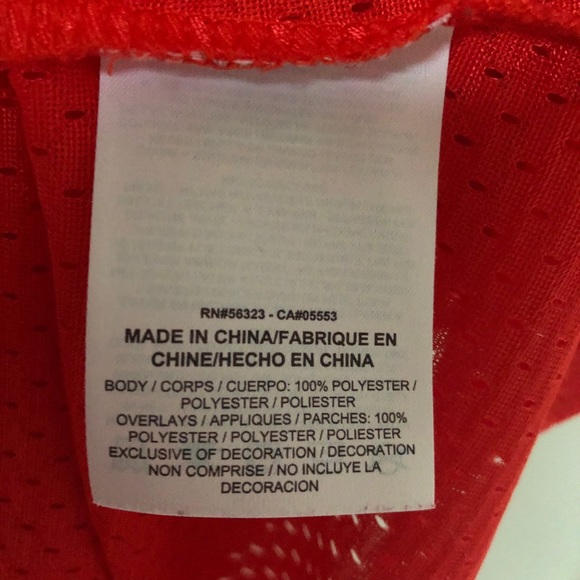 RN#56323 - CA#05553
MADE IN CHINA/FABRIQUE EN
CHINE/HECHO EN CHINA
BODY / CORPS / CUERPO: 100% POLYESTER /
POLYESTER / POLIESTER
OVERLAYS / APPLIQUES / PARCHES: 100%
POLYESTER / POLYESTER / POLIESTER
EXCLUSIVE OF DECORATION / DECORATION
NON COMPRISE / NO INCLUYE LA
DECORACION